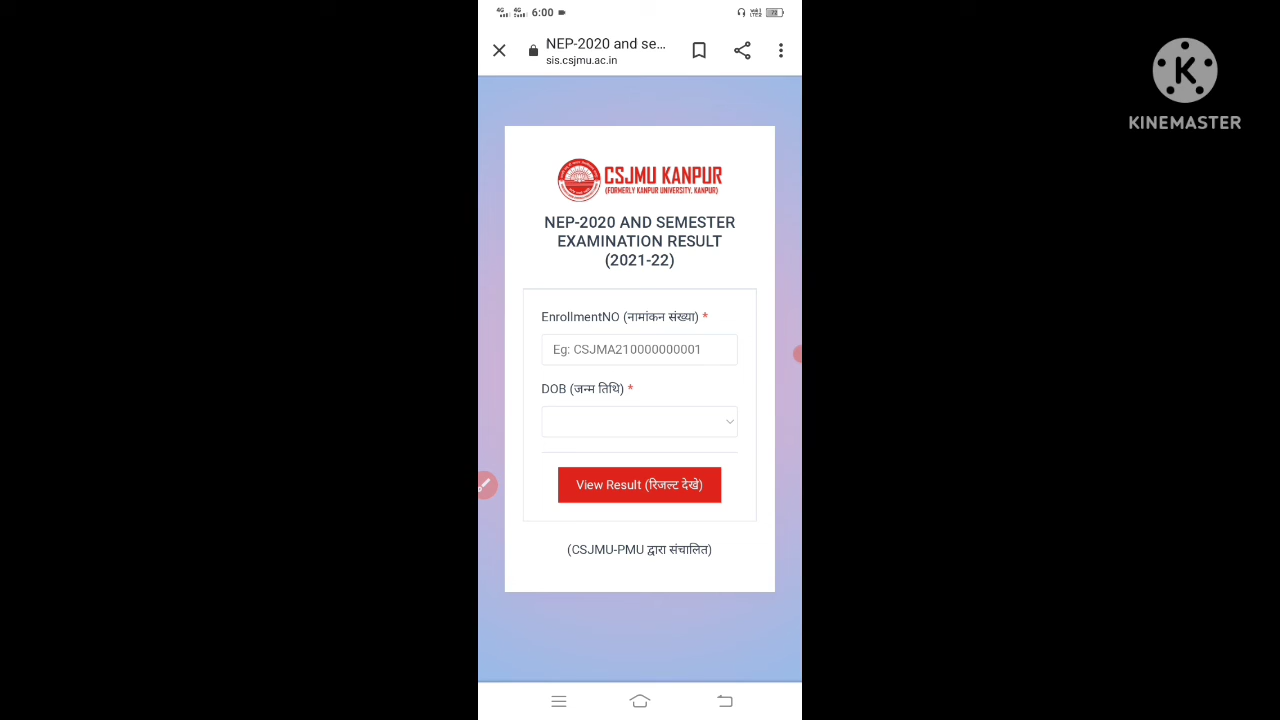 6:00
NEP-2020 and se...
sis.csjmu.ac.in
KINEMASTER
CSJMU KANPUR
(FORMERLY KANPUR UNIVERSITY, KANPUR)
NEP-2020 AND SEMESTER
EXAMINATION RESULT
(2021-22)
EnrollmentNO (नामांकन संख्या) *
Eg: CSJMA210000000001
DOB (जन्म तिथि) *
View Result (रिजल्ट देखे)
(CSJMU-PMU द्वारा संचालित)